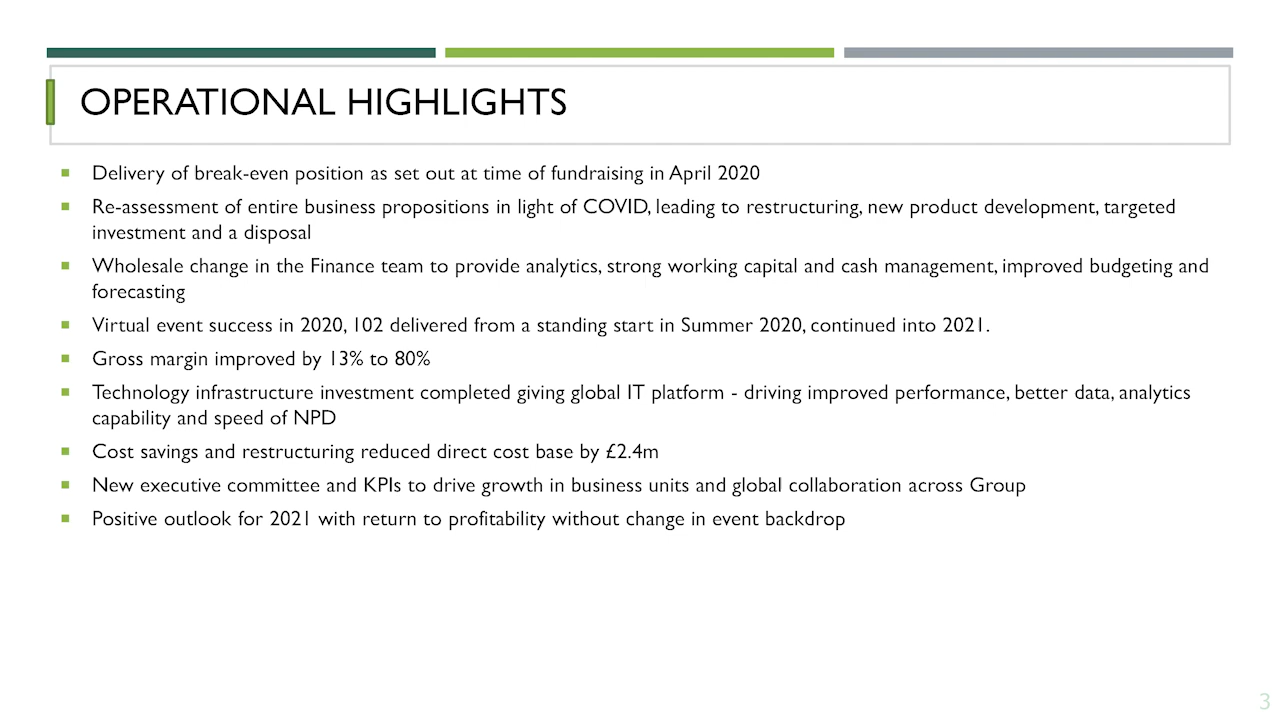 OPERATIONAL HIGHLIGHTS
Delivery of break-even position as set out at time of fundraising in April 2020
Re-assessment of entire business propositions in light of COVID, leading to restructuring, new product development, targeted
investment and a disposal
Wholesale change in the Finance team to provide analytics, strong working capital and cash management, improved budgeting and
forecasting
Virtual event success in 2020, 102 delivered from a standing start in Summer 2020, continued into 2021.
Gross margin improved by 13% to 80%
Technology infrastructure investment completed giving global IT platform - driving improved performance, better data, analytics
capability and speed of NPD
Cost savings and restructuring reduced direct cost base by £2.4m
New executive committee and KPIs to drive growth in business units and global collaboration across Group
Positive outlook for 2021 with return to profitability without change in event backdrop
3